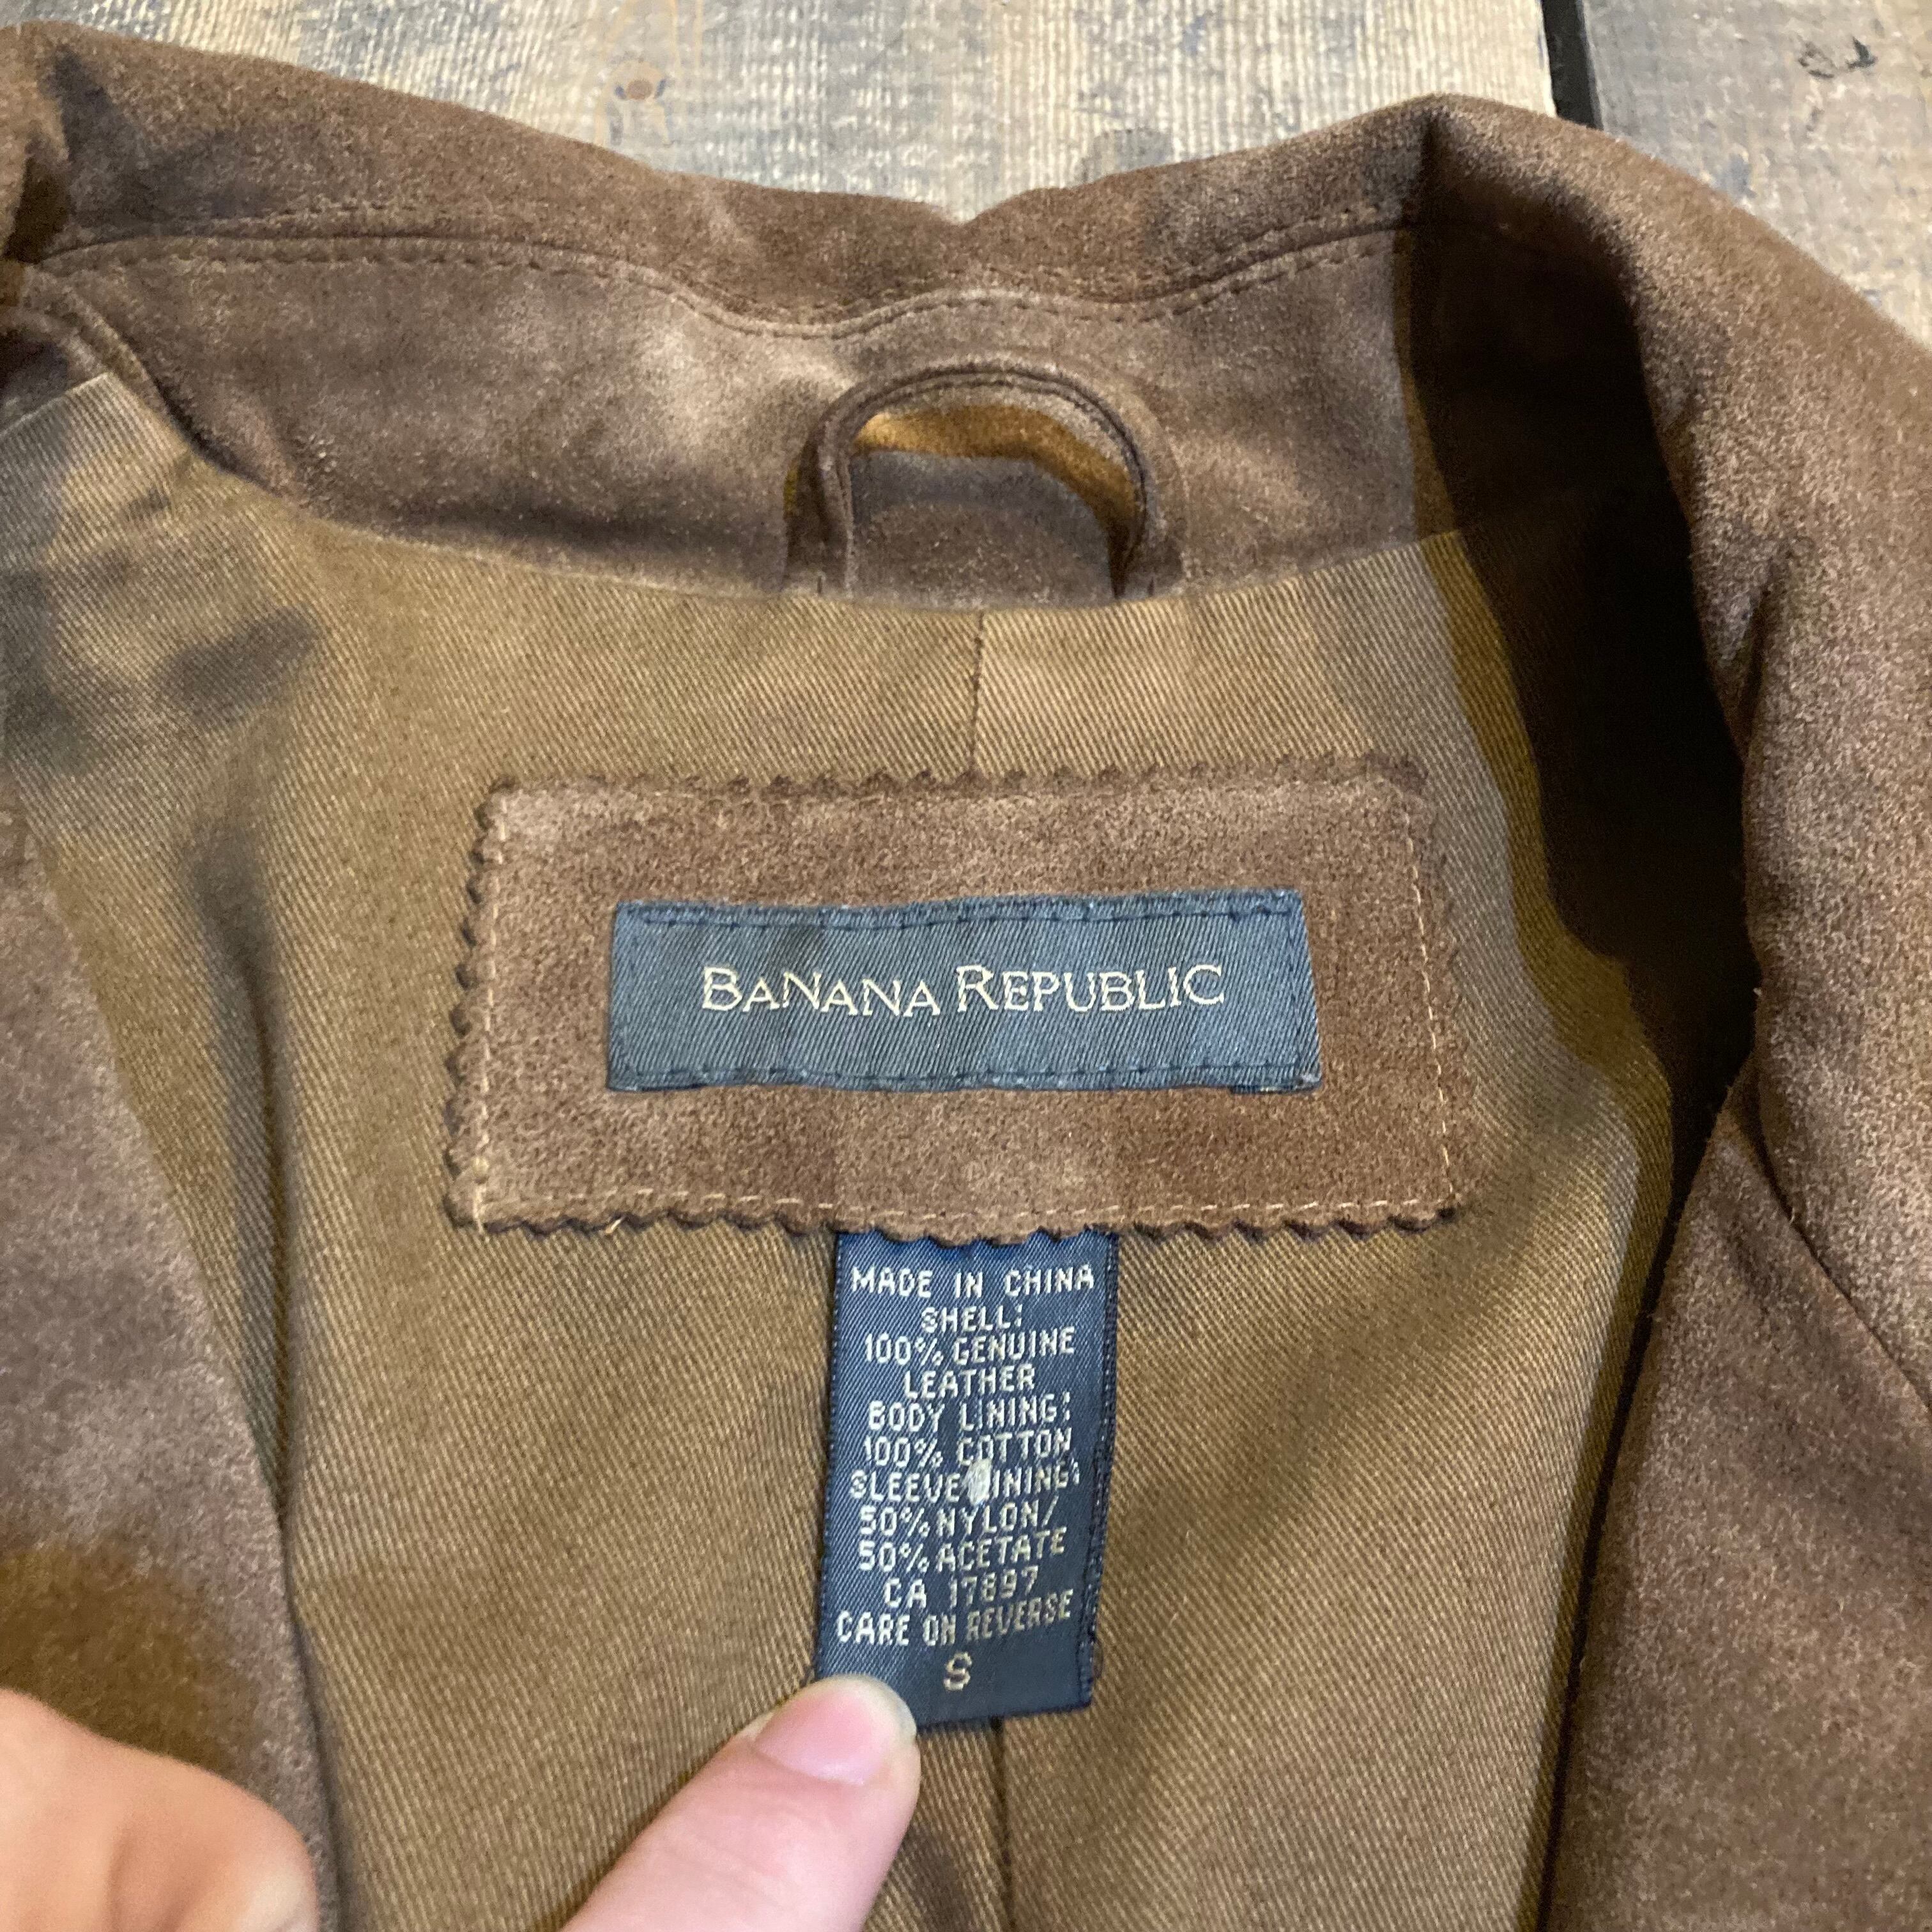 BANANA REPUBLIC
MADE IN CHINA
SHELL:
100% GENUINE
LEATHER
BODY LINING:
100% COTTON
SLEEVE LINING:
50% NYLON/
50% ACETATE
CA 17897
CARE ON REVERSE
S